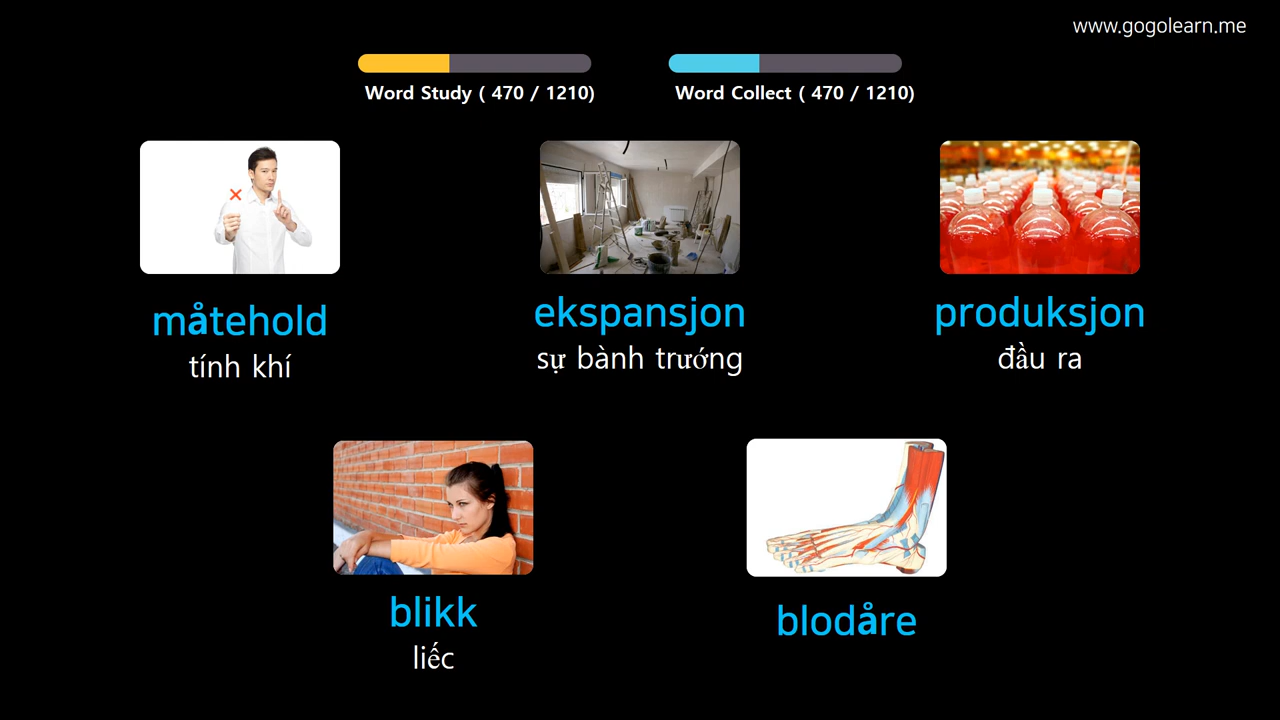 www.gogolearn.me
Word Study ( 470 / 1210)
Word Collect ( 470 / 1210)
måtehold
tính khí
ekspansjon
sự bành trướng
produksjon
đầu ra
blikk
liếc
blodåre